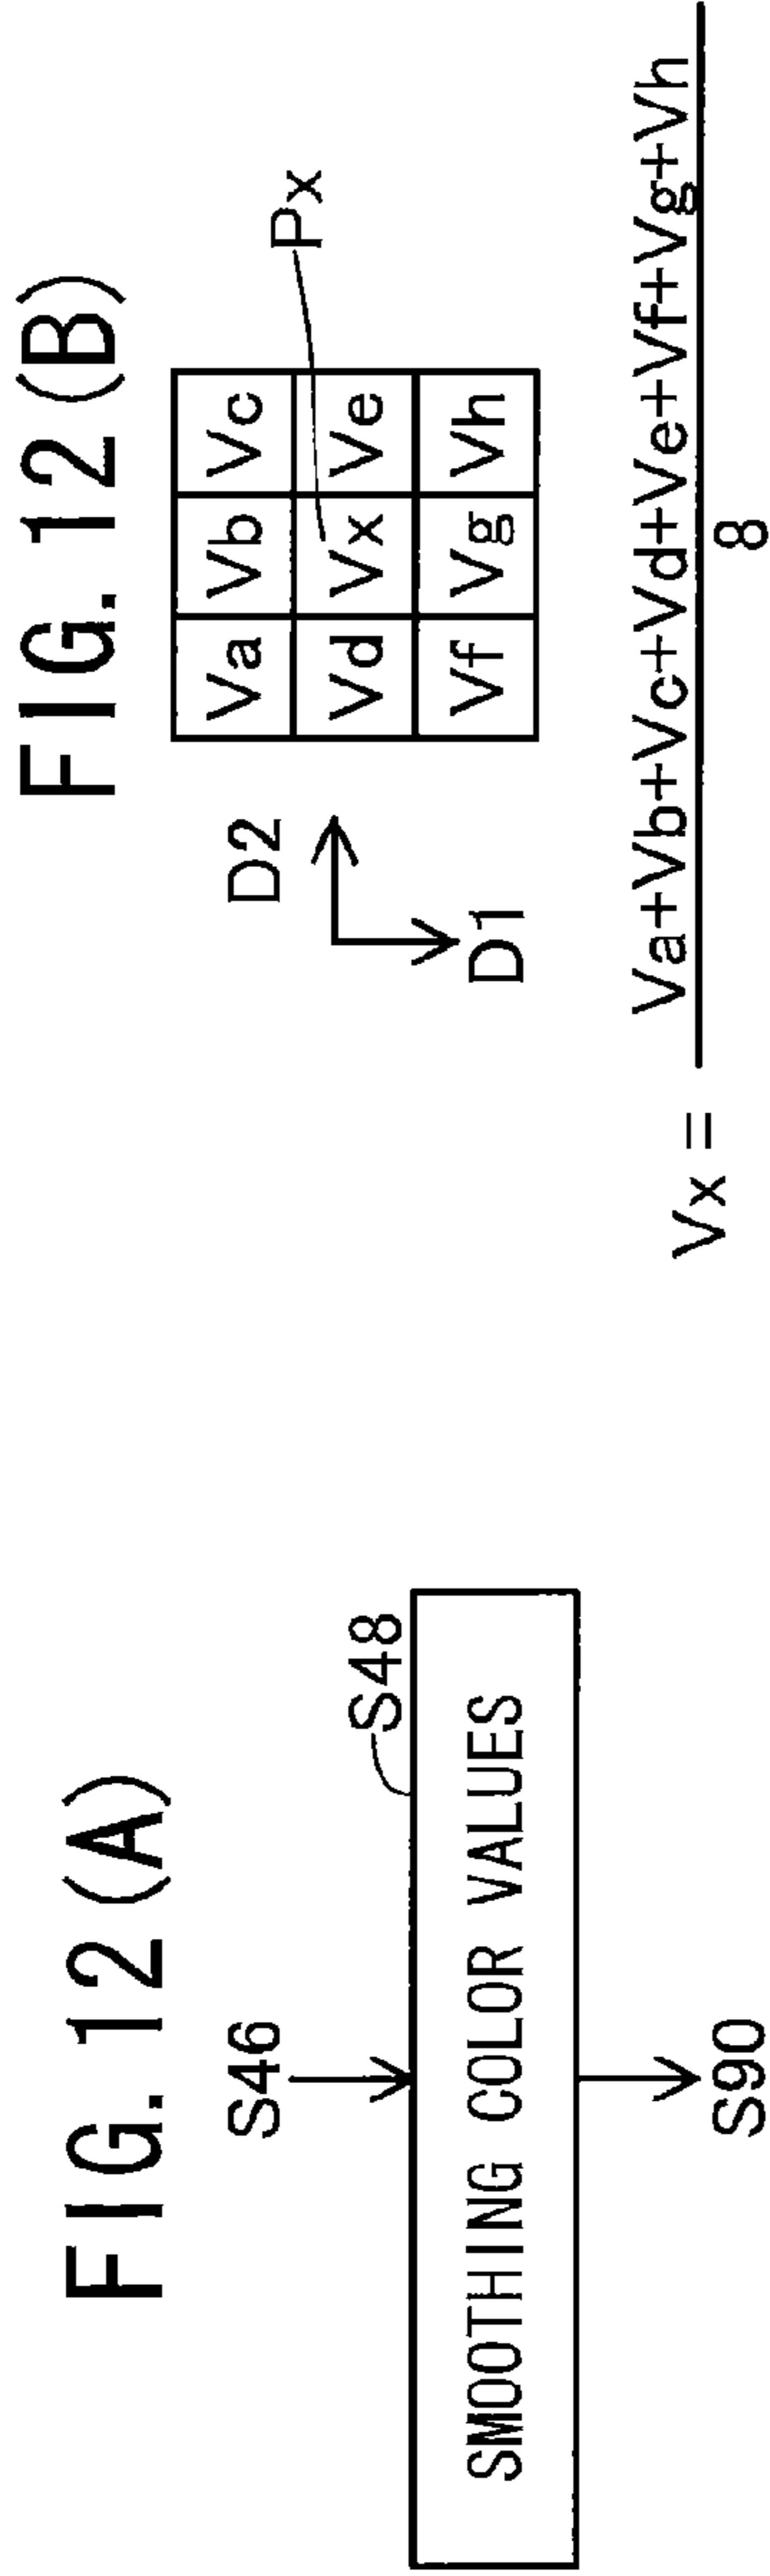 FIG. 12 (A)
S46
S48
SMOOTHING COLOR VALUES
S90
FIG. 12 (B)
D2
D1
Px
Va Vb Vc
Vd Vx Ve
Vf Vg Vh
Vx = Va+Vb+Vc+Vd+Ve+Vf+Vg+Vh
8